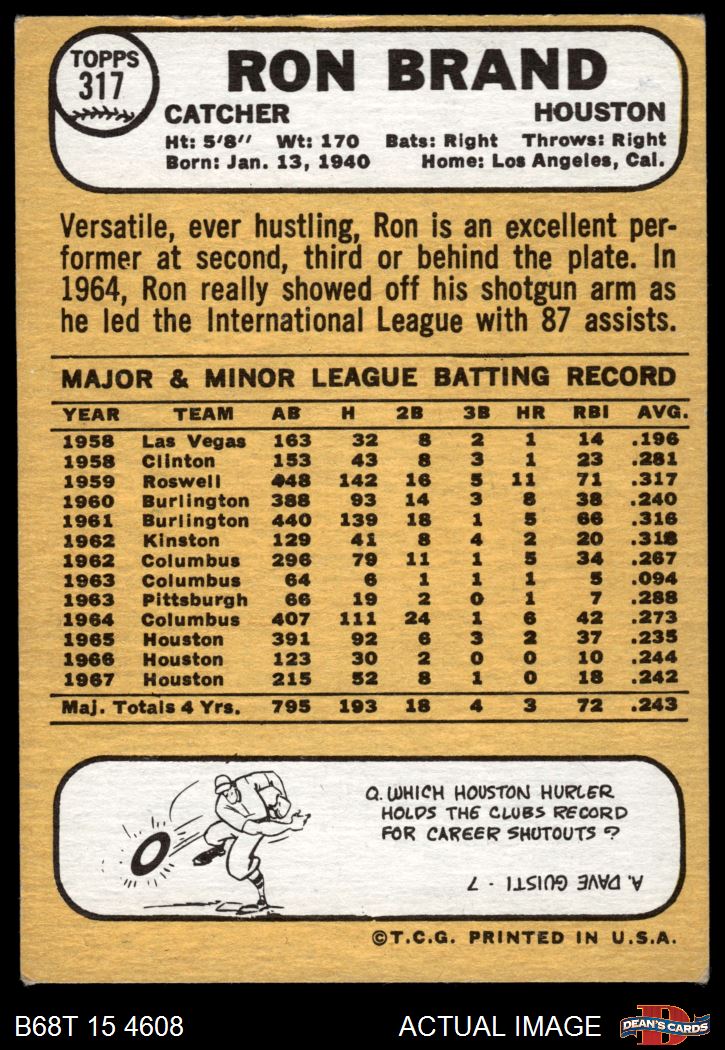 TOPPS
317
RON BRAND
CATCHER HOUSTON
Ht: 5'8" Wt: 170 Bats: Right Throws: Right
Born: Jan. 13, 1940 Home: Los Angeles, Cal.
Versatile, ever hustling, Ron is an excellent per-
former at second, third or behind the plate. In
1964, Ron really showed off his shotgun arm as
he led the International League with 87 assists.
MAJOR & MINOR LEAGUE BATTING RECORD
YEAR TEAM AB H 2B 3B HR RBI AVG.
1958 Las Vegas 163 32 8 2 1 14 .196
1958 Clinton 153 43 8 3 1 23 .281
1959 Roswell 448 142 16 5 11 71 .317
1960 Burlington 388 93 14 3 8 38 .240
1961 Burlington 440 139 18 1 5 66 .316
1962 Kinston 129 41 8 4 2 20 .318
1962 Columbus 296 79 11 1 5 34 .267
1963 Columbus 64 6 1 1 1 5 .094
1963 Pittsburgh 66 19 2 0 1 7 .288
1964 Columbus 407 111 24 1 6 42 .273
1965 Houston 391 92 6 3 2 37 .235
1966 Houston 123 30 2 0 0 10 .244
1967 Houston 215 52 8 1 0 18 .242
Maj. Totals 4 Yrs. 795 193 18 4 3 72 .243
Q. WHICH HOUSTON HURLER
HOLDS THE CLUBS RECORD
FOR CAREER SHUTOUTS?
A. DAVE GUISTI - 7
©T.C.G. PRINTED IN U.S.A.
B68T 15 4608 ACTUAL IMAGE DEAN'S CARDS